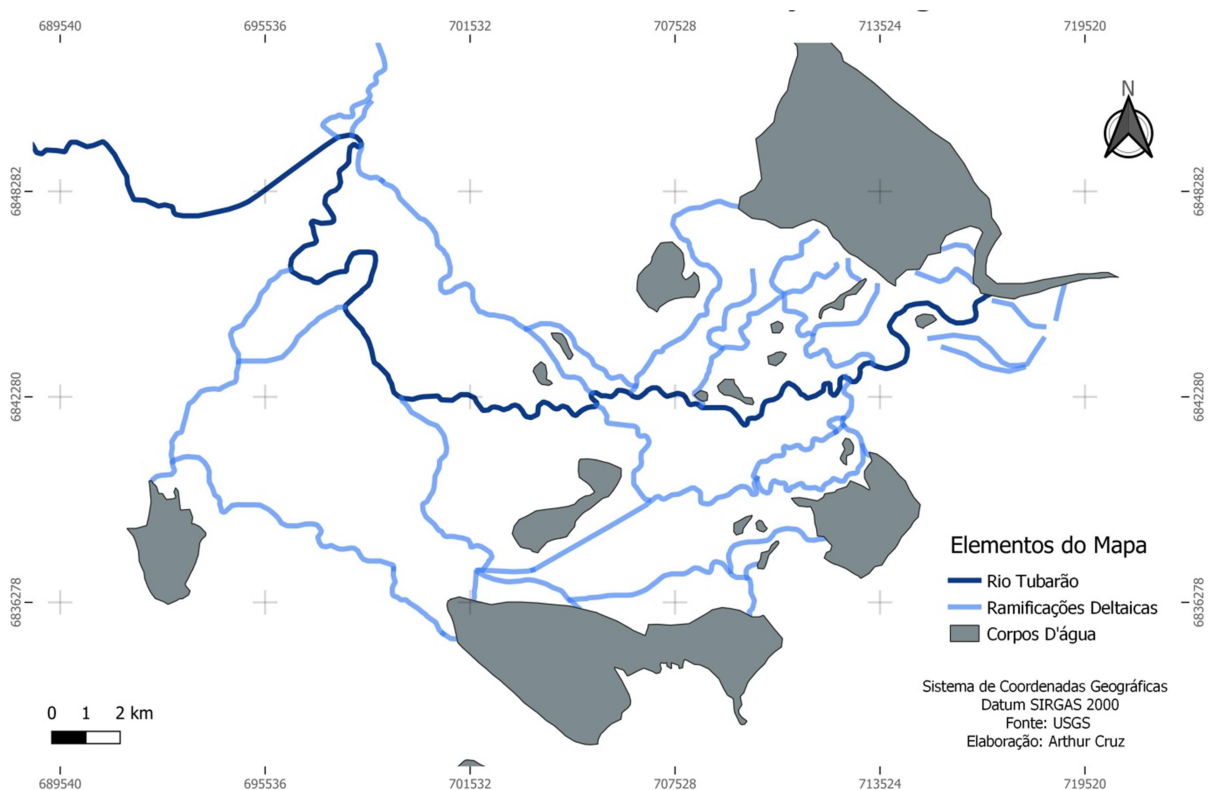 689540 695536 701532 707528 713524 719520
N
6848282 6848282
6842280 6842280
6836278 6836278
Elementos do Mapa
Rio Tubarão
Ramificações Deltaicas
Corpos D'água
Sistema de Coordenadas Geográficas
Datum SIRGAS 2000
Fonte: USGS
Elaboração: Arthur Cruz
0 1 2 km
689540 695536 701532 707528 713524 719520